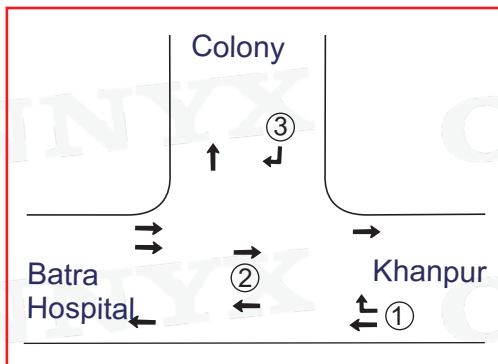 Colony
③
②
Batra
Hospital
Khanpur
①